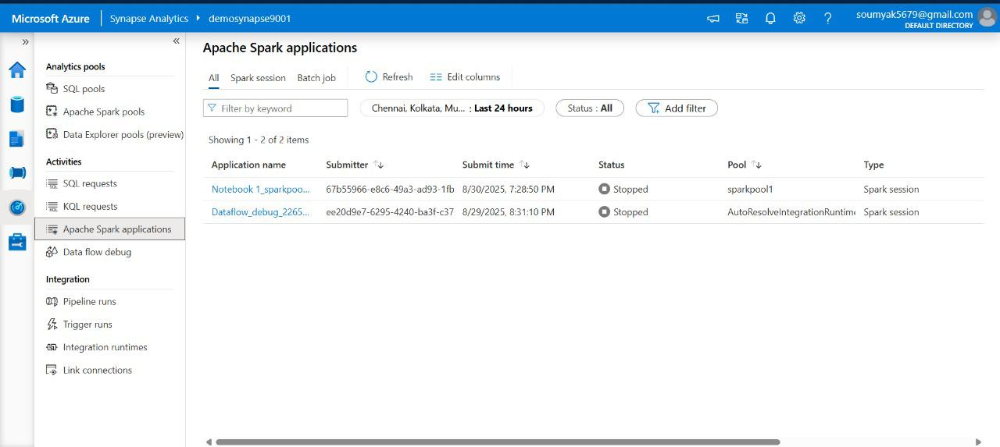 Microsoft Azure Synapse Analytics demosynapse9001 soumyak5679@gmail.com
DEFAULT DIRECTORY
Analytics pools
SQL pools
Apache Spark pools
Data Explorer pools (preview)
Activities
SQL requests
KQL requests
Apache Spark applications
Data flow debug
Integration
Pipeline runs
Trigger runs
Integration runtimes
Link connections
Apache Spark applications
All Spark session Batch job Refresh Edit columns
Filter by keyword Chennai, Kolkata, Mu... : Last 24 hours Status : All Add filter
Showing 1 - 2 of 2 items
Application name Submitter Submit time Status Pool Type
Notebook 1_sparkpoo... 67b55966-e8c6-49a3-ad93-1fb 8/30/2025, 7:28:50 PM Stopped sparkpool1 Spark session
Dataflow_debug_2265... ee20d9e7-6295-4240-ba3f-c37 8/29/2025, 8:31:10 PM Stopped AutoResolveIntegrationRuntime Spark session